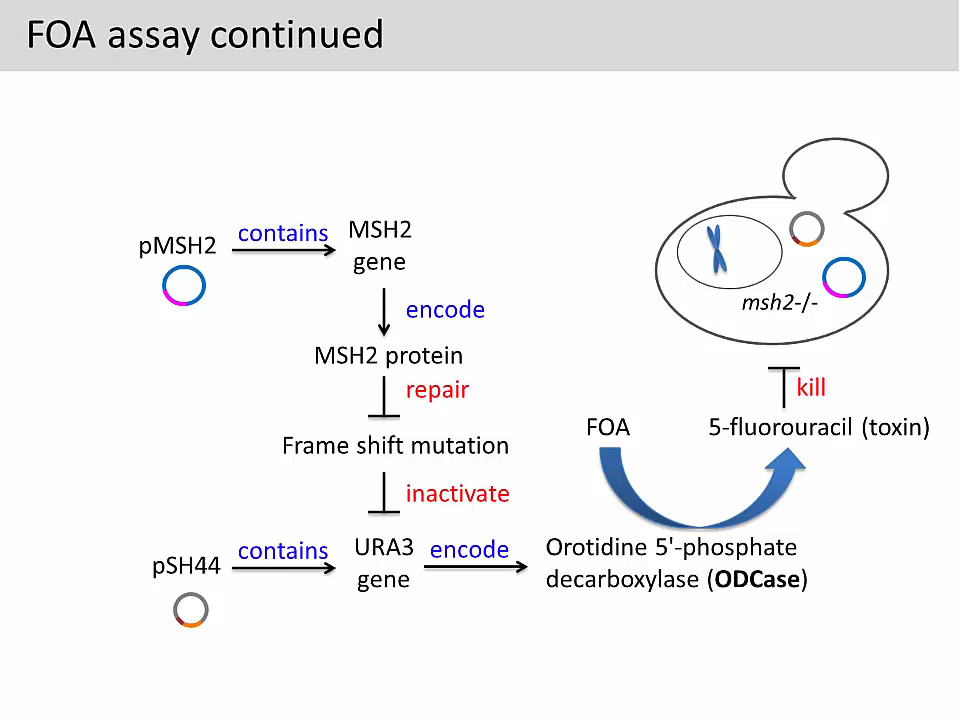 FOA assay continued
pMSH2
contains
MSH2
gene
encode
MSH2 protein
repair
Frame shift mutation
inactivate
pSH44
contains
URA3
gene
encode
Orotidine 5'-phosphate
decarboxylase (ODCase)
FOA
5-fluorouracil (toxin)
kill
msh2-/-